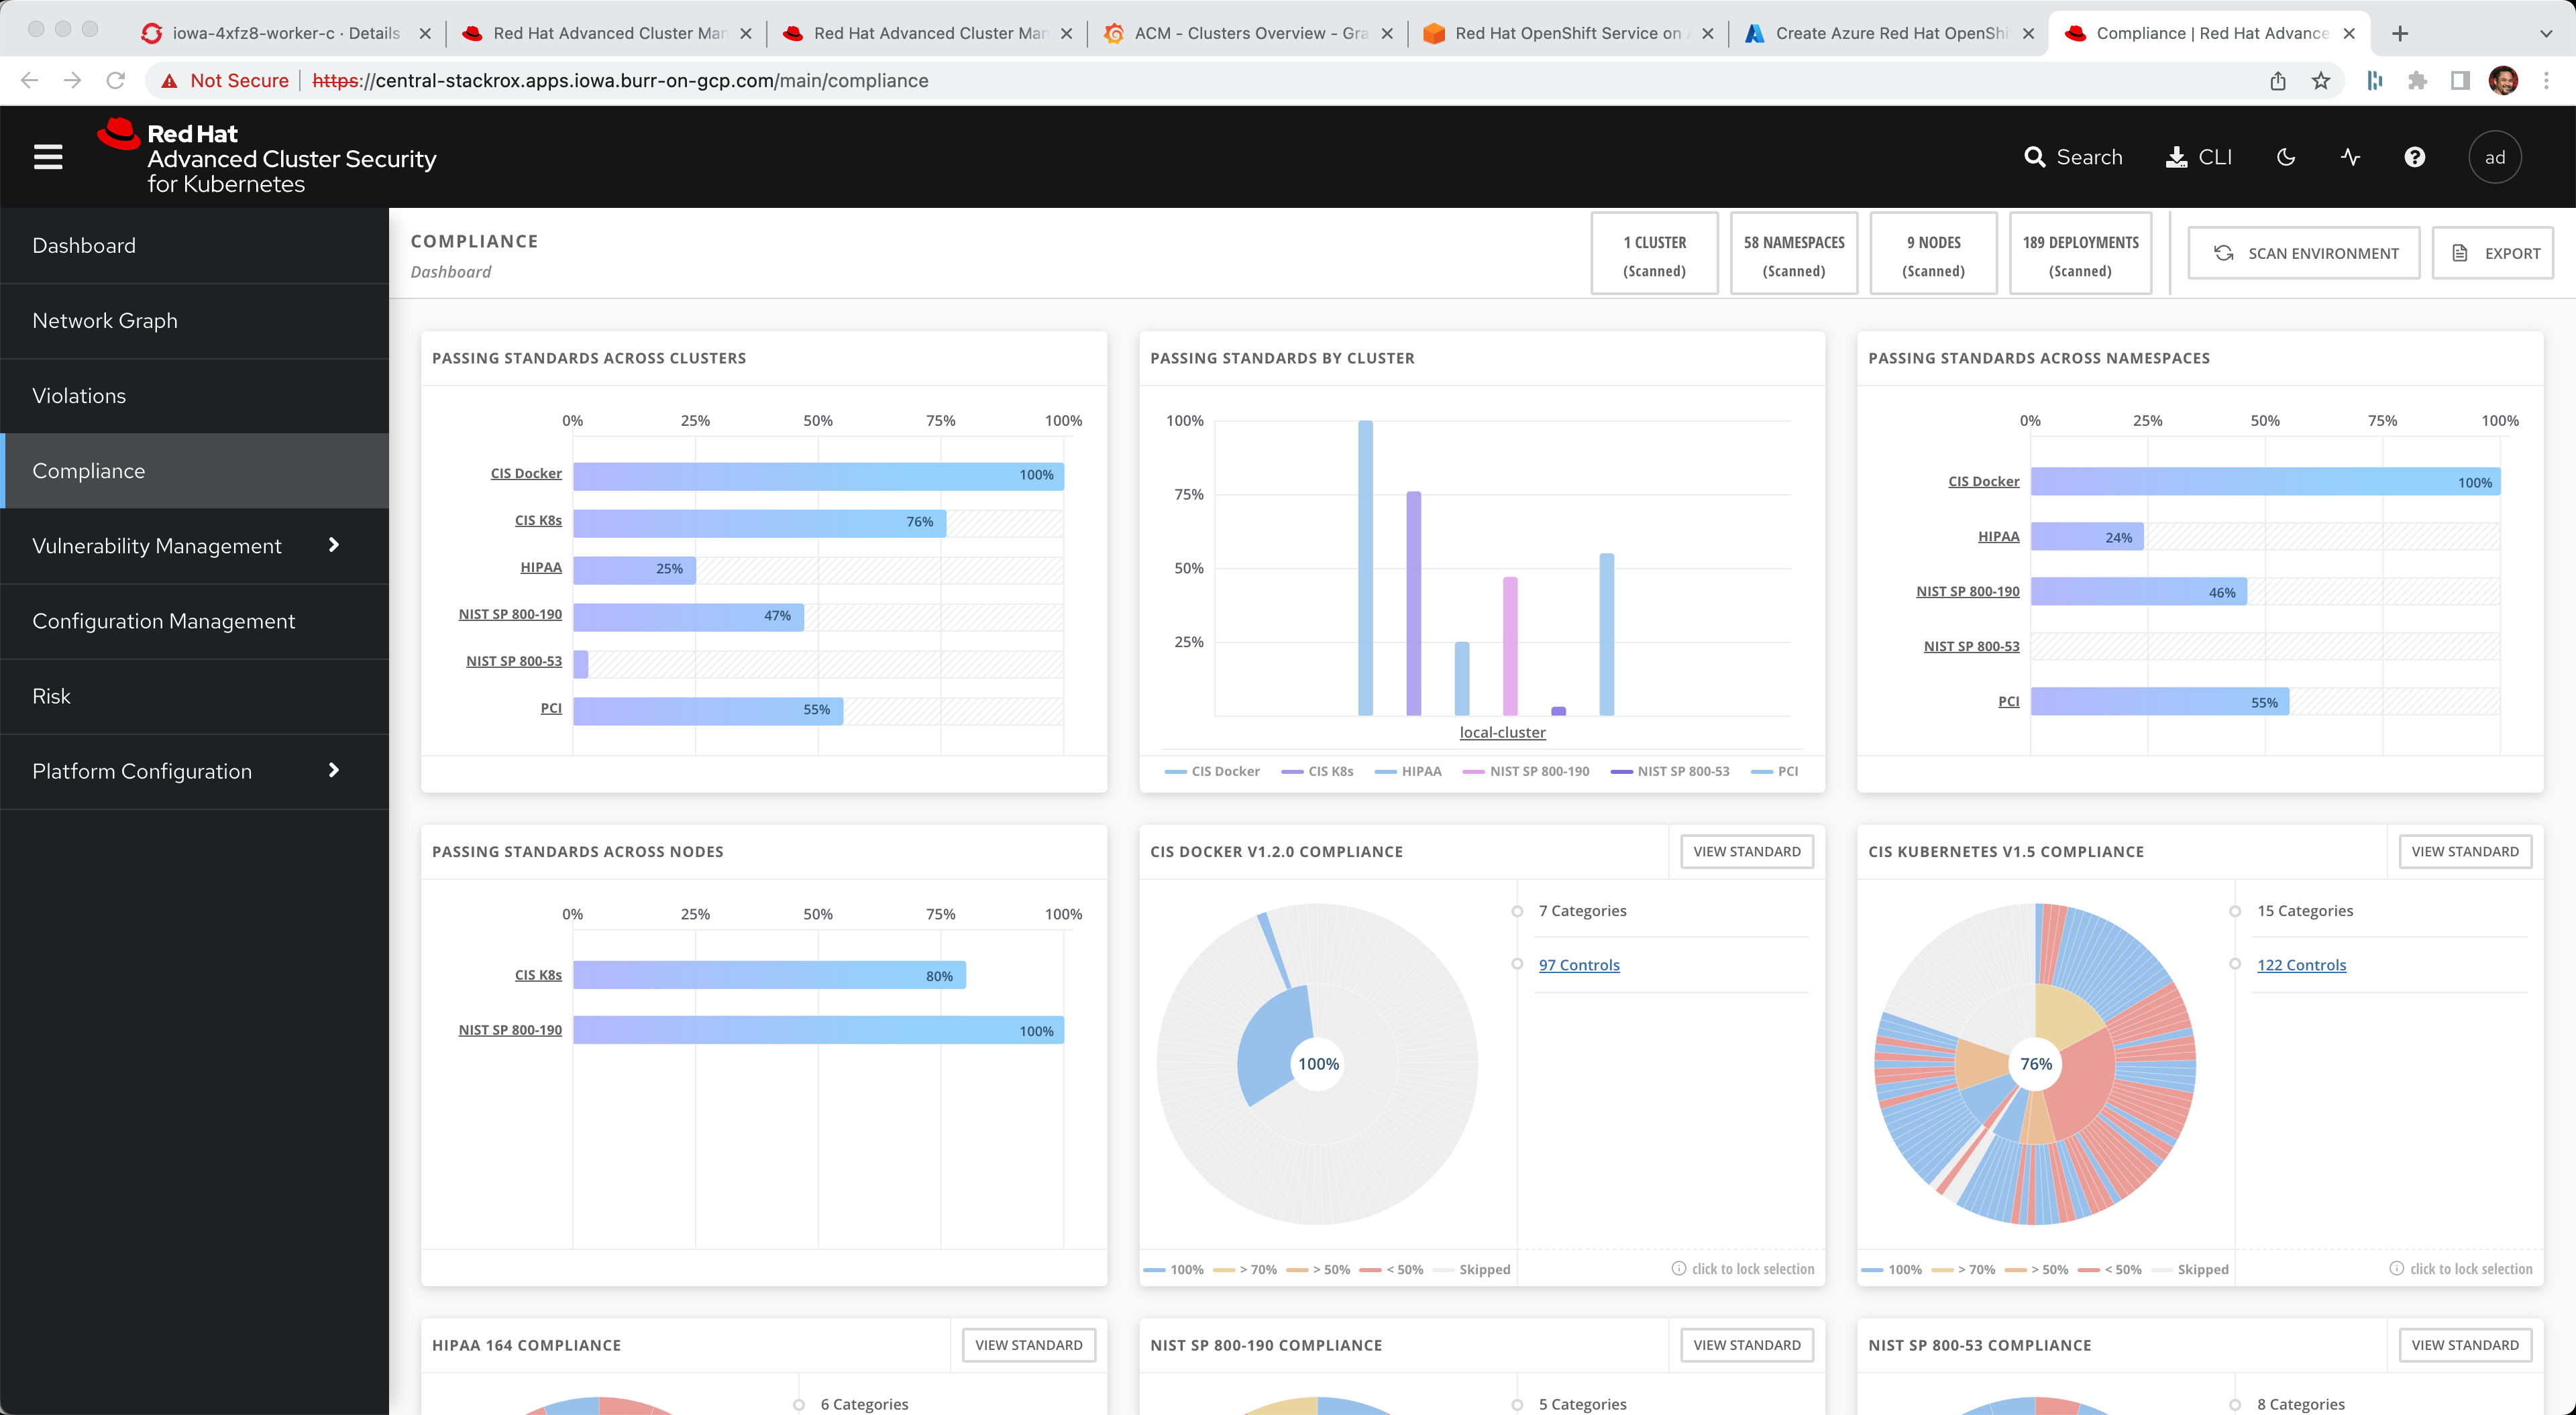 iowa-4xfz8-worker-c · Details
Red Hat Advanced Cluster Man
Red Hat Advanced Cluster Man
ACM - Clusters Overview - Gra
Red Hat OpenShift Service on A
Create Azure Red Hat OpenShi
Compliance | Red Hat Advance
Not Secure
https://central-stackrox.apps.iowa.burr-on-gcp.com/main/compliance
Red Hat
Advanced Cluster Security
for Kubernetes
Search
CLI
ad
Dashboard
Network Graph
Violations
Compliance
Vulnerability Management
Configuration Management
Risk
Platform Configuration
COMPLIANCE
Dashboard
1 CLUSTER
(Scanned)
58 NAMESPACES
(Scanned)
9 NODES
(Scanned)
189 DEPLOYMENTS
(Scanned)
SCAN ENVIRONMENT
EXPORT
PASSING STANDARDS ACROSS CLUSTERS
0% 25% 50% 75% 100%
CIS Docker 100%
CIS K8s 76%
HIPAA 25%
NIST SP 800-190 47%
NIST SP 800-53
PCI 55%
PASSING STANDARDS BY CLUSTER
100%
75%
50%
25%
local-cluster
CIS Docker CIS K8s HIPAA NIST SP 800-190 NIST SP 800-53 PCI
PASSING STANDARDS ACROSS NAMESPACES
0% 25% 50% 75% 100%
CIS Docker 100%
HIPAA 24%
NIST SP 800-190 46%
NIST SP 800-53
PCI 55%
PASSING STANDARDS ACROSS NODES
0% 25% 50% 75% 100%
CIS K8s 80%
NIST SP 800-190 100%
CIS DOCKER V1.2.0 COMPLIANCE
VIEW STANDARD
100%
7 Categories
97 Controls
100% > 70% > 50% < 50% Skipped
click to lock selection
CIS KUBERNETES V1.5 COMPLIANCE
VIEW STANDARD
76%
15 Categories
122 Controls
100% > 70% > 50% < 50% Skipped
click to lock selection
HIPAA 164 COMPLIANCE
VIEW STANDARD
6 Categories
NIST SP 800-190 COMPLIANCE
VIEW STANDARD
5 Categories
NIST SP 800-53 COMPLIANCE
VIEW STANDARD
8 Categories